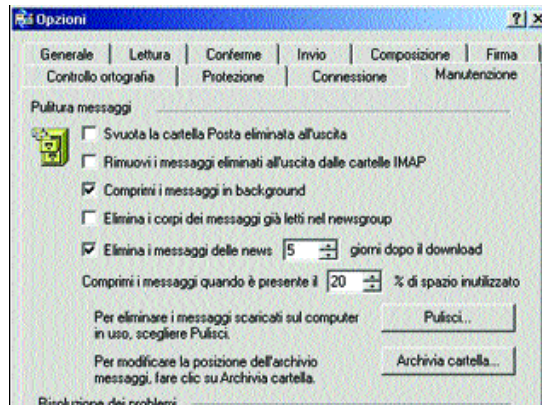 Opzioni
Generale Lettura Conferme Invio Composizione Firma
Controllo ortografia Protezione Connessione Manutenzione
Pulitura messaggi
Svuota la cartella Posta eliminata all'uscita
Rimuovi i messaggi eliminati all'uscita dalle cartelle IMAP
Comprimi i messaggi in background
Elimina i corpi dei messaggi già letti nel newsgroup
Elimina i messaggi delle news 5 giorni dopo il download
Comprimi i messaggi quando è presente il 20 % di spazio inutilizzato
Per eliminare i messaggi scaricati sul computer
in uso, scegliere Pulisci.
Pulisci...
Per modificare la posizione dell'archivio
messaggi, fare clic su Archivia cartella.
Archivia cartella...
Risoluzione dei problemi